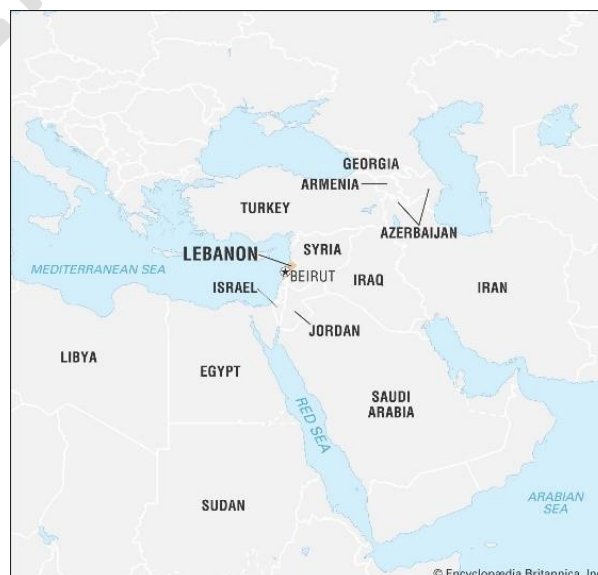 GEORGIA
ARMENIA
TURKEY
AZERBAIJAN
LEBANON
SYRIA
MEDITERRANEAN SEA
BEIRUT
ISRAEL
IRAQ
IRAN
JORDAN
LIBYA
EGYPT
SAUDI
ARABIA
RED SEA
SUDAN
ARABIAN
SEA
© Encyclopædia Britannica, Inc